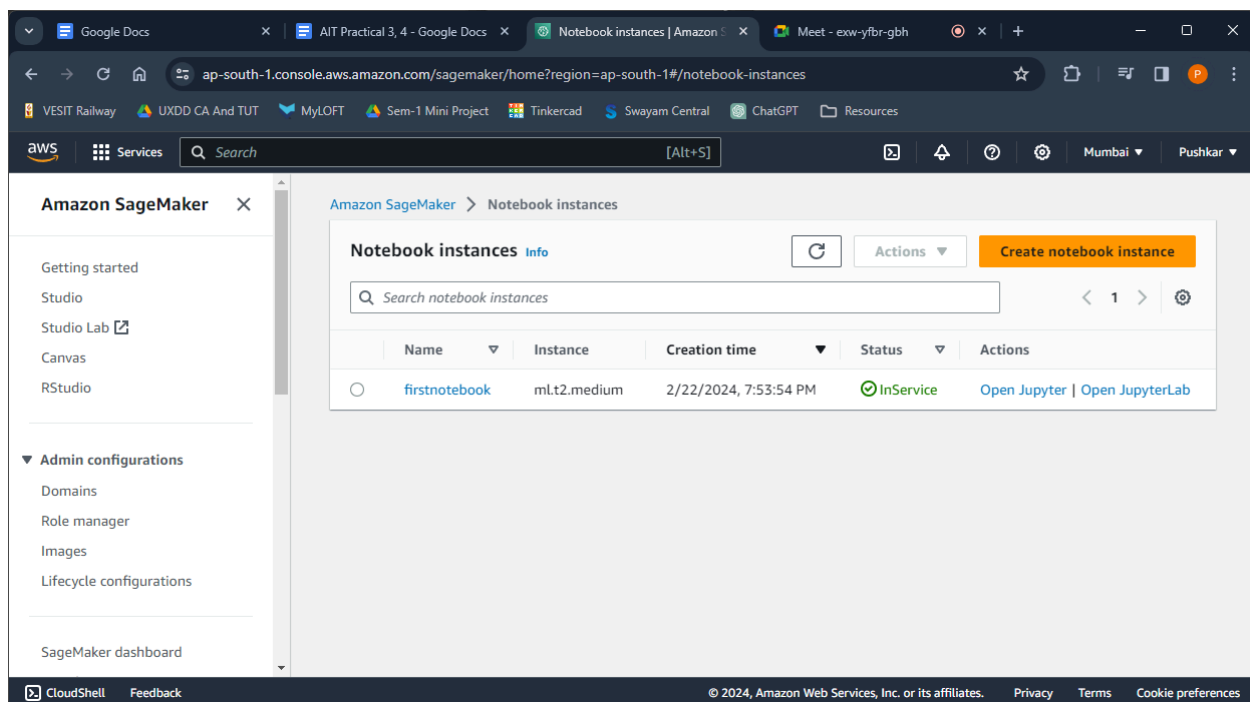 Google Docs
AIT Practical 3, 4 - Google Docs
Notebook instances | Amazon S
Meet - exw-yfbr-gbh
ap-south-1.console.aws.amazon.com/sagemaker/home?region=ap-south-1#/notebook-instances
P
VESIT Railway UXDD CA And TUT MyLOFT Sem-1 Mini Project Tinkercad Swayam Central ChatGPT Resources
aws Services Search [Alt+S] Mumbai Pushkar
Amazon SageMaker
Getting started
Studio
Studio Lab
Canvas
RStudio
Admin configurations
Domains
Role manager
Images
Lifecycle configurations
SageMaker dashboard
Amazon SageMaker > Notebook instances
Notebook instances Info Actions Create notebook instance
Search notebook instances 1
Name Instance Creation time Status Actions
firstnotebook ml.t2.medium 2/22/2024, 7:53:54 PM InService Open Jupyter | Open JupyterLab
CloudShell Feedback © 2024, Amazon Web Services, Inc. or its affiliates. Privacy Terms Cookie preferences